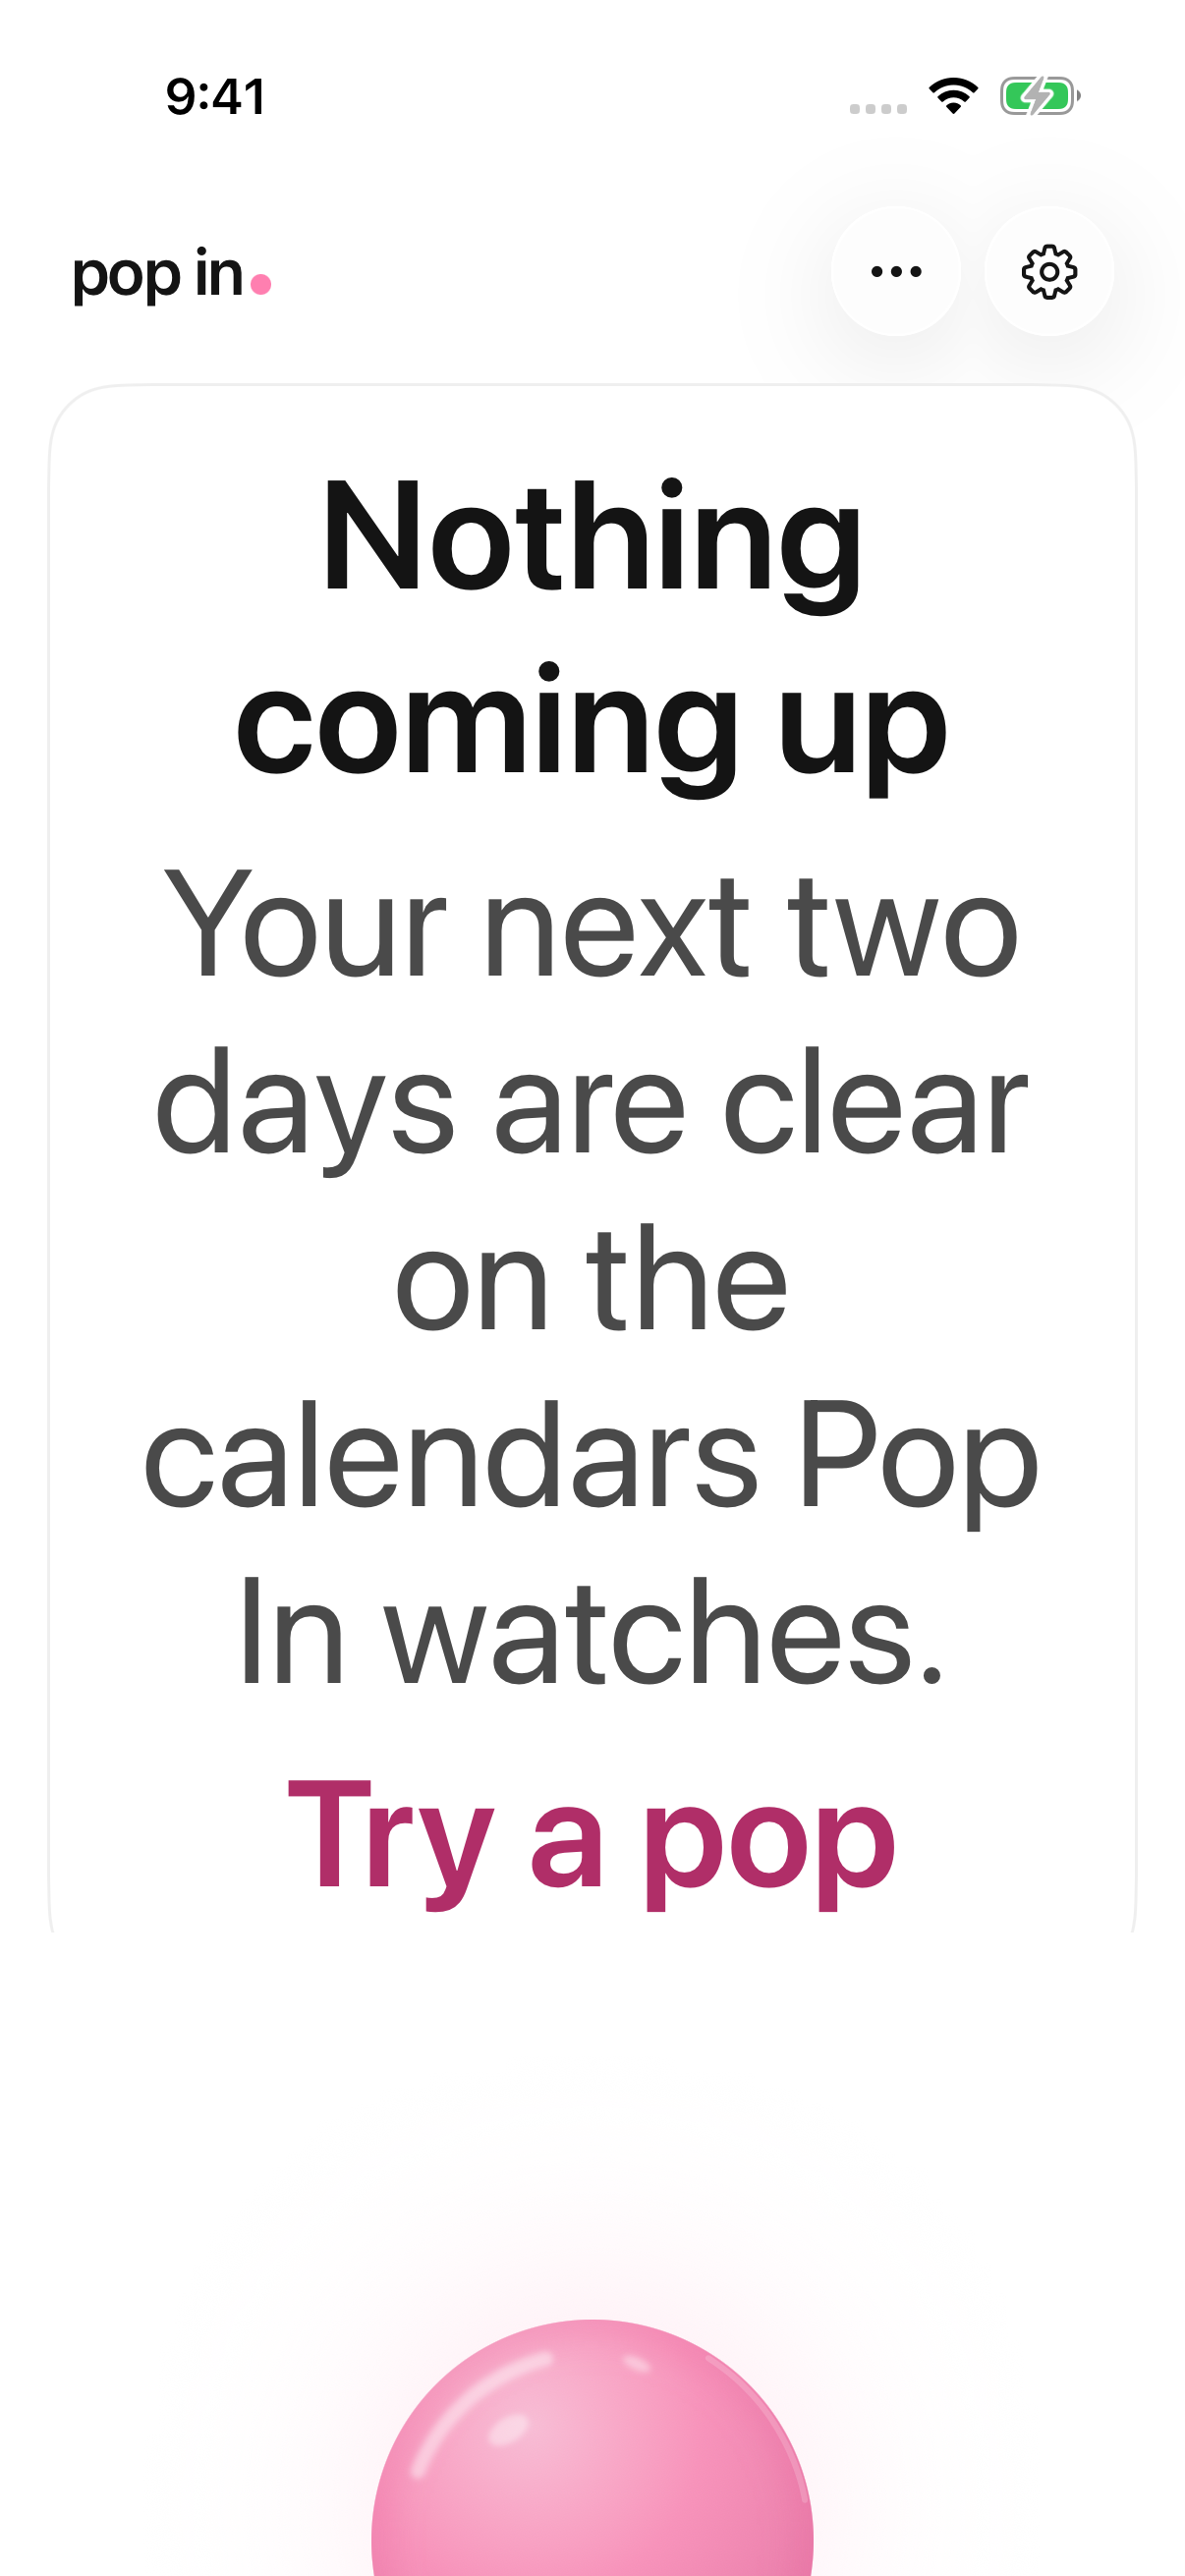 9:41
pop in
Nothing
coming up
Your next two
days are clear
on the
calendars Pop
In watches.
Try a pop